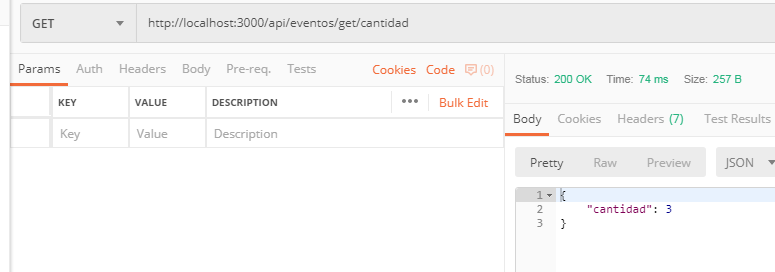 GET http://localhost:3000/api/eventos/get/cantidad
Params Auth Headers Body Pre-req. Tests Cookies Code (0)
KEY VALUE DESCRIPTION ••• Bulk Edit
Key Value Description
Status: 200 OK Time: 74 ms Size: 257 B
Body Cookies Headers (7) Test Results
Pretty Raw Preview JSON
1 {
2 "cantidad": 3
3 }